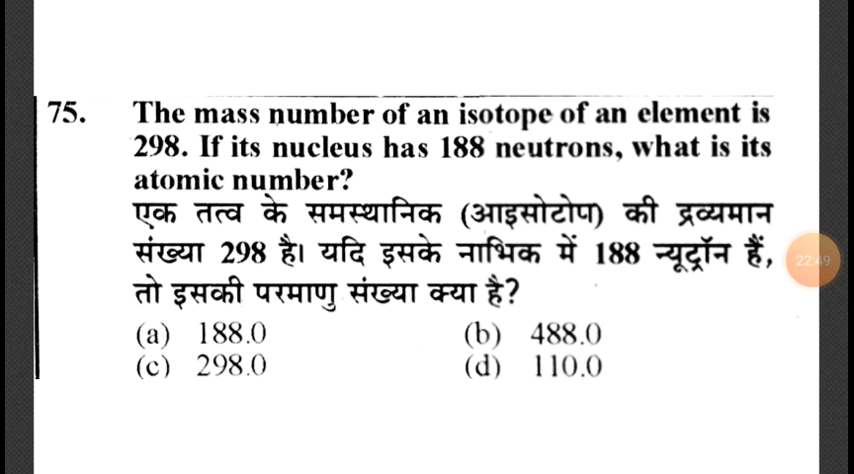 75. The mass number of an isotope of an element is
298. If its nucleus has 188 neutrons, what is its
atomic number?
एक तत्व के समस्थानिक (आइसोटोप) की द्रव्यमान
संख्या 298 है। यदि इसके नाभिक में 188 न्यूट्रॉन हैं,
तो इसकी परमाणु संख्या क्या है?
(a) 188.0 (b) 488.0
(c) 298.0 (d) 110.0
22:49